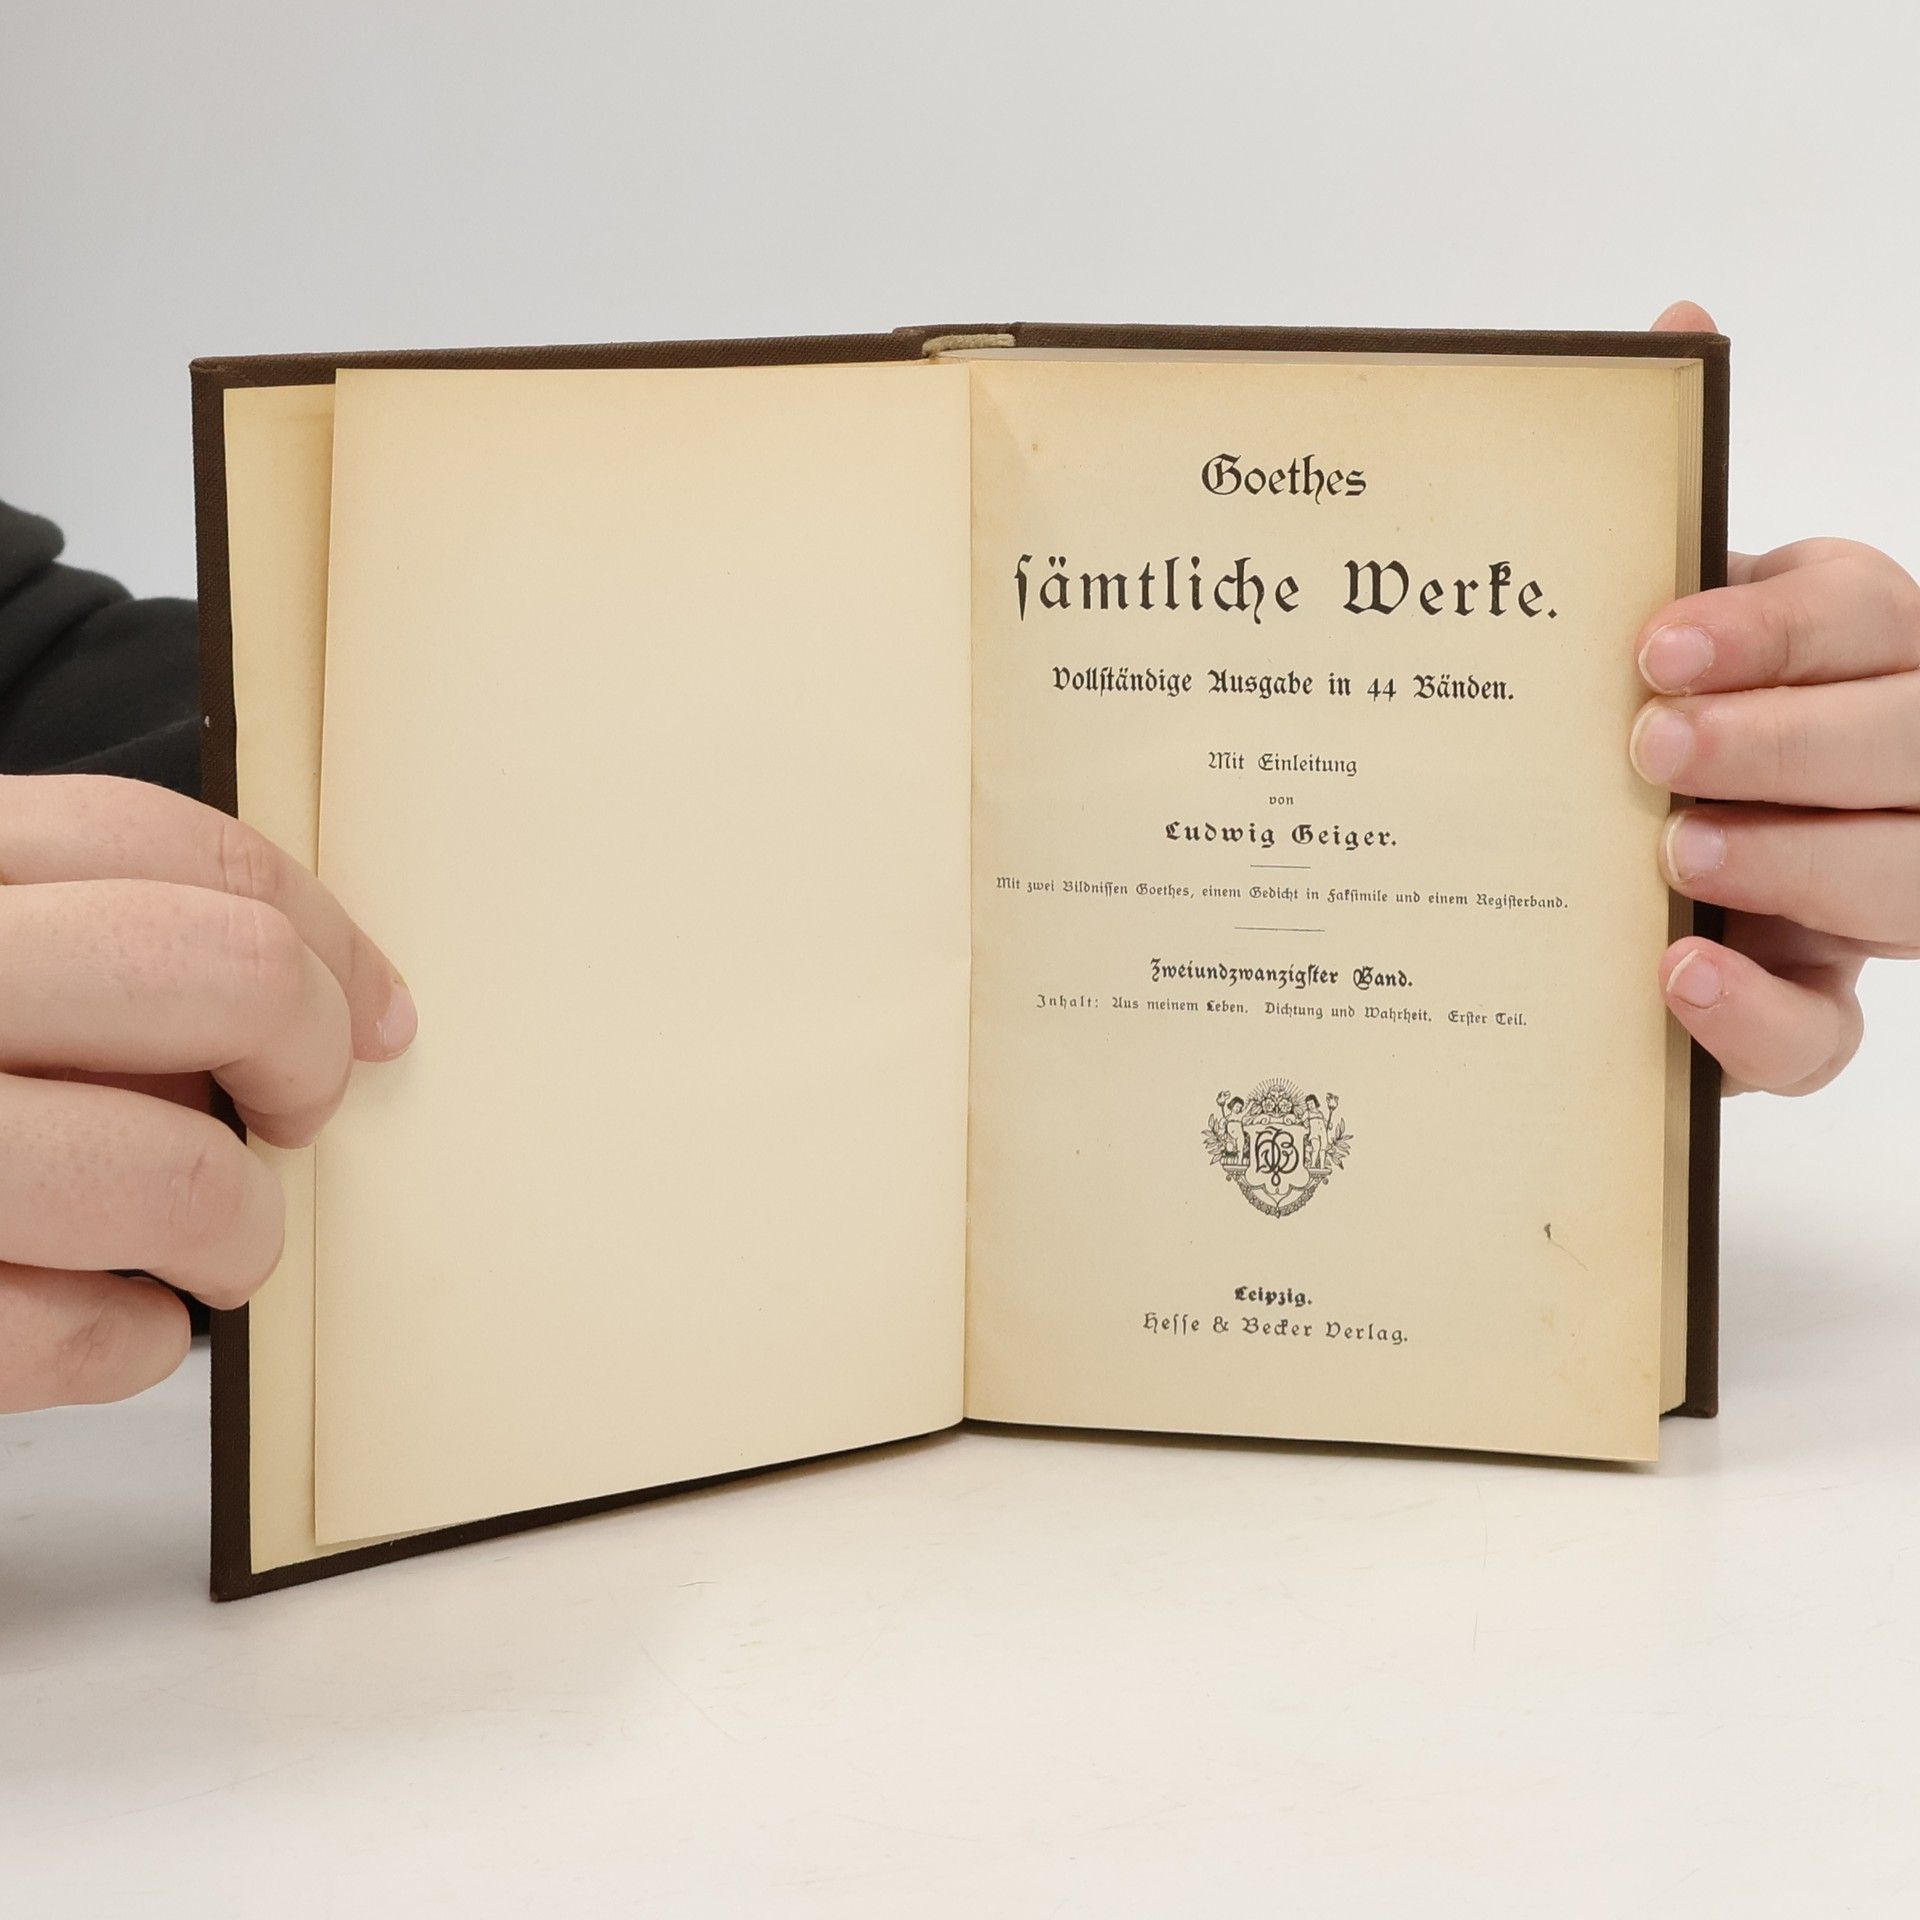 Goethes
sämtliche Werke.
Vollständige Ausgabe in 44 Bänden.
Mit Einleitung
von
Ludwig Geiger.
Mit zwei Bildnissen Goethes, einem Gedicht in Faksimile und einem Registerband.
Zweiundzwanzigster Band.
Inhalt: Aus meinem Leben. Dichtung und Wahrheit. Erster Teil.
HB
Leipzig.
Hesse & Becker Verlag.